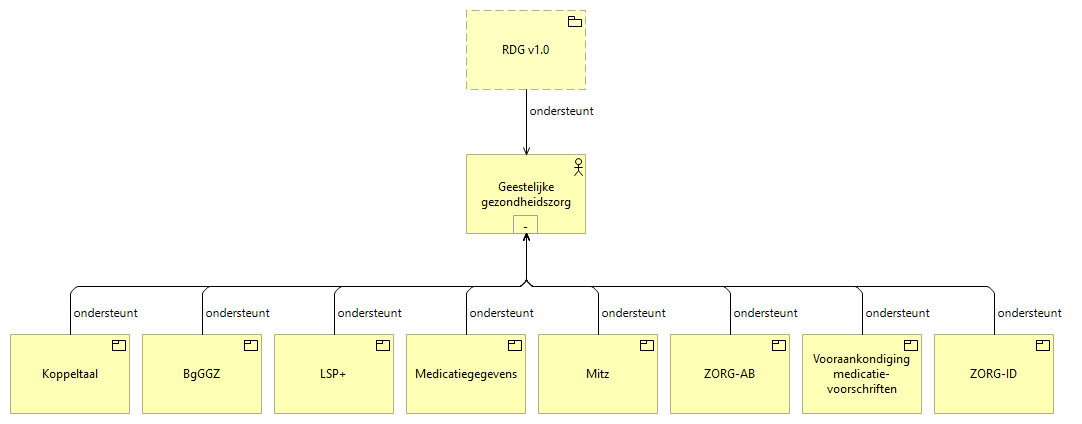 RDG v1.0
ondersteunt
Geestelijke
gezondheidszorg
-
ondersteunt
ondersteunt
ondersteunt
ondersteunt
ondersteunt
ondersteunt
ondersteunt
ondersteunt
Koppeltaal
BgGGZ
LSP+
Medicatiegegevens
Mitz
ZORG-AB
Vooraankondiging
medicatie-
voorschriften
ZORG-ID